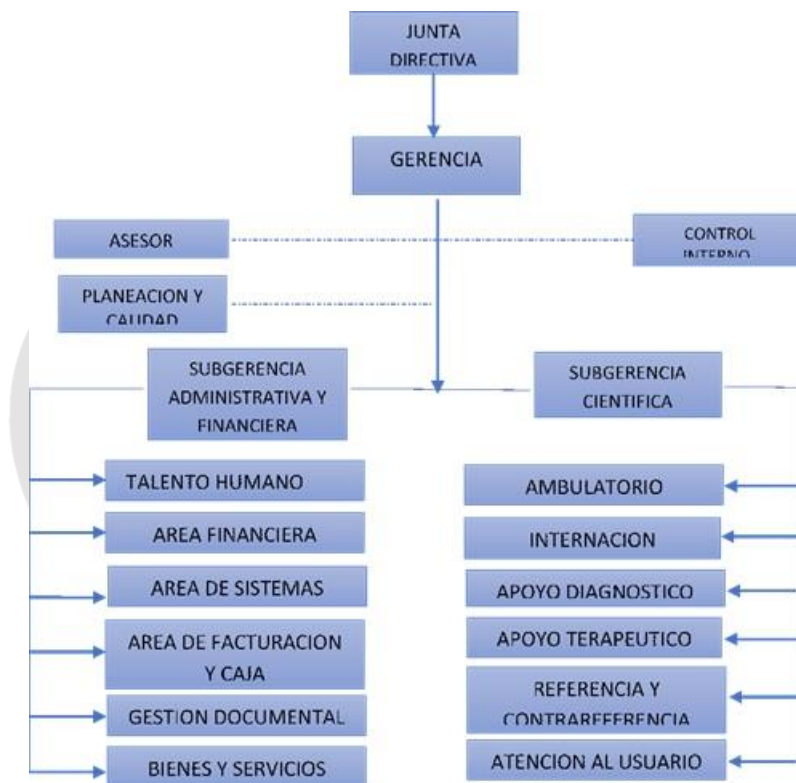 JUNTA
DIRECTIVA
GERENCIA
ASESOR
CONTROL
INTERNO
PLANEACION Y
CALIDAD
SUBGERENCIA
ADMINISTRATIVA Y
FINANCIERA
SUBGERENCIA
CIENTIFICA
TALENTO HUMANO
AREA FINANCIERA
AREA DE SISTEMAS
AREA DE FACTURACION
Y CAJA
GESTION DOCUMENTAL
BIENES Y SERVICIOS
AMBULATORIO
INTERNACION
APOYO DIAGNOSTICO
APOYO TERAPEUTICO
REFERENCIA Y
CONTRAREFERENCIA
ATENCION AL USUARIO